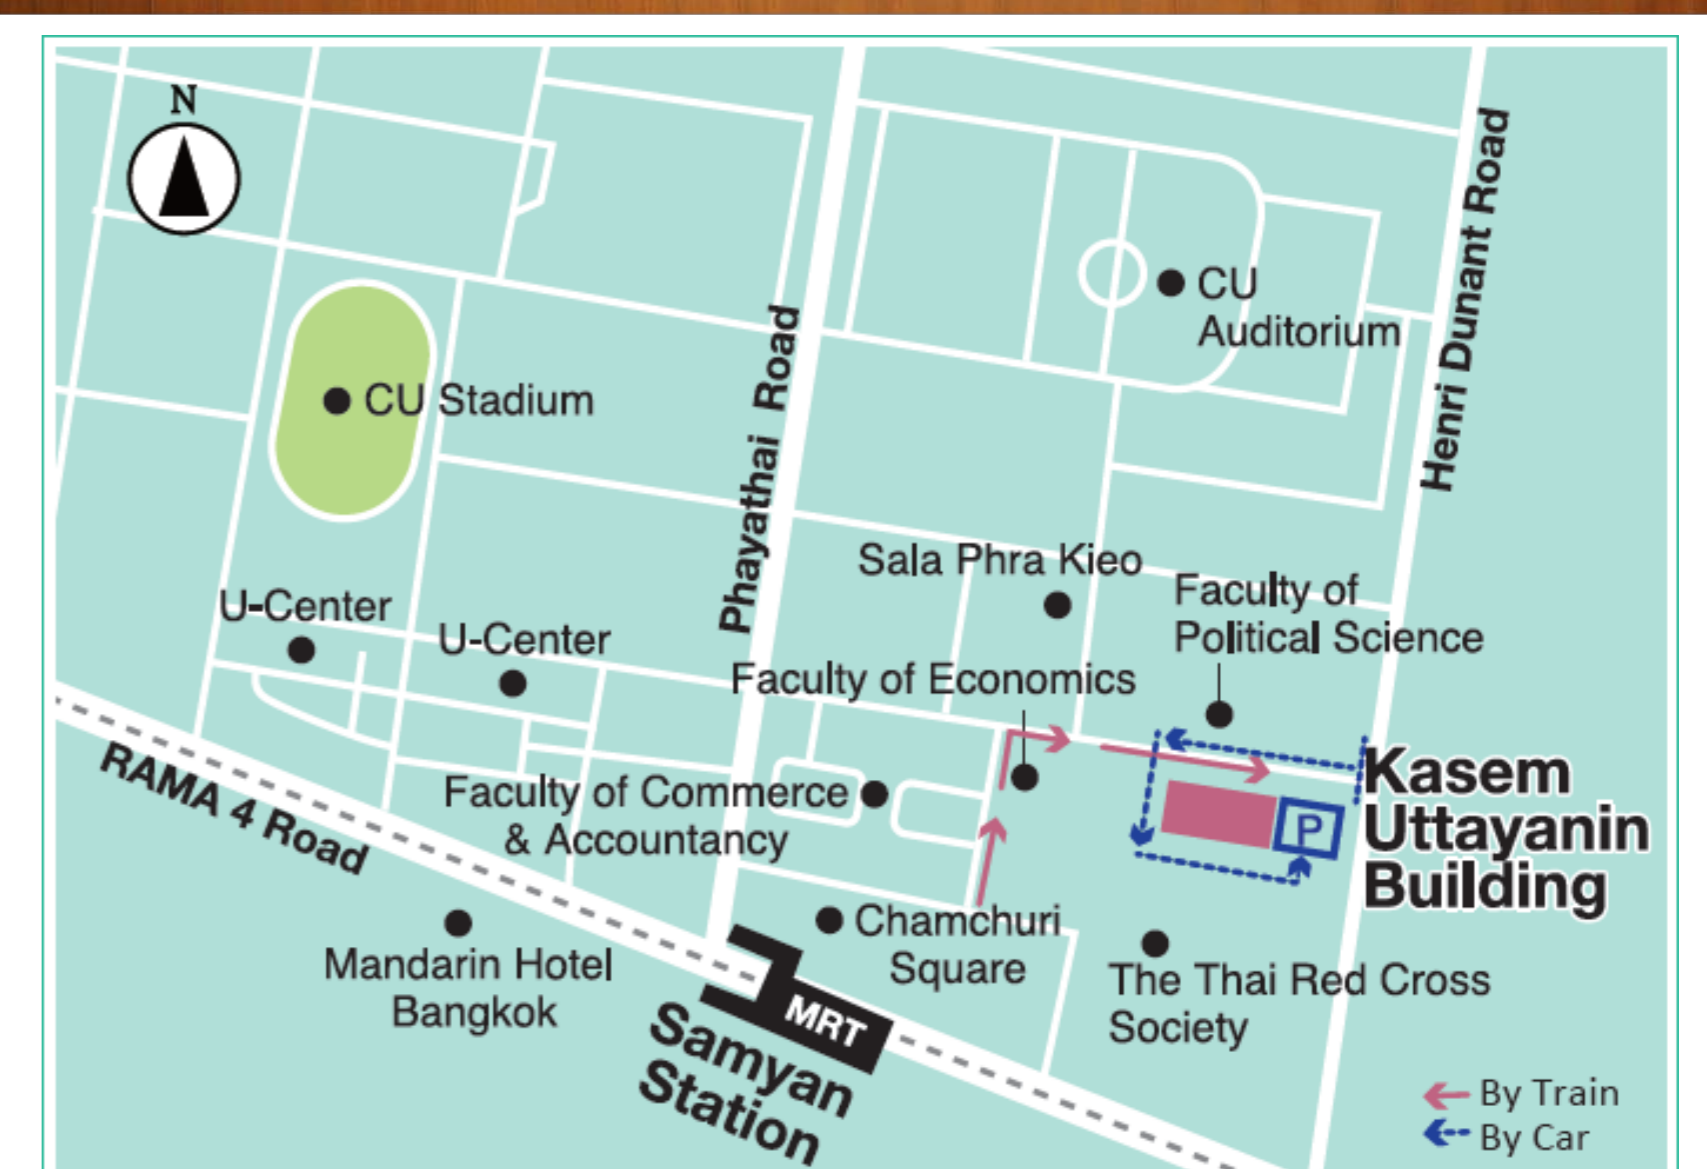 N
Henri Dunant Road
CU
Auditorium
Phayathai Road
CU Stadium
Sala Phra Kieo
Faculty of
Political Science
U-Center
U-Center
Faculty of Economics
RAMA 4 Road
Faculty of Commerce
& Accountancy
Kasem
Uttayanin
Building
P
Chamchuri
Square
Mandarin Hotel
Bangkok
The Thai Red Cross
Society
MRT
Samyan
Station
By Train
By Car